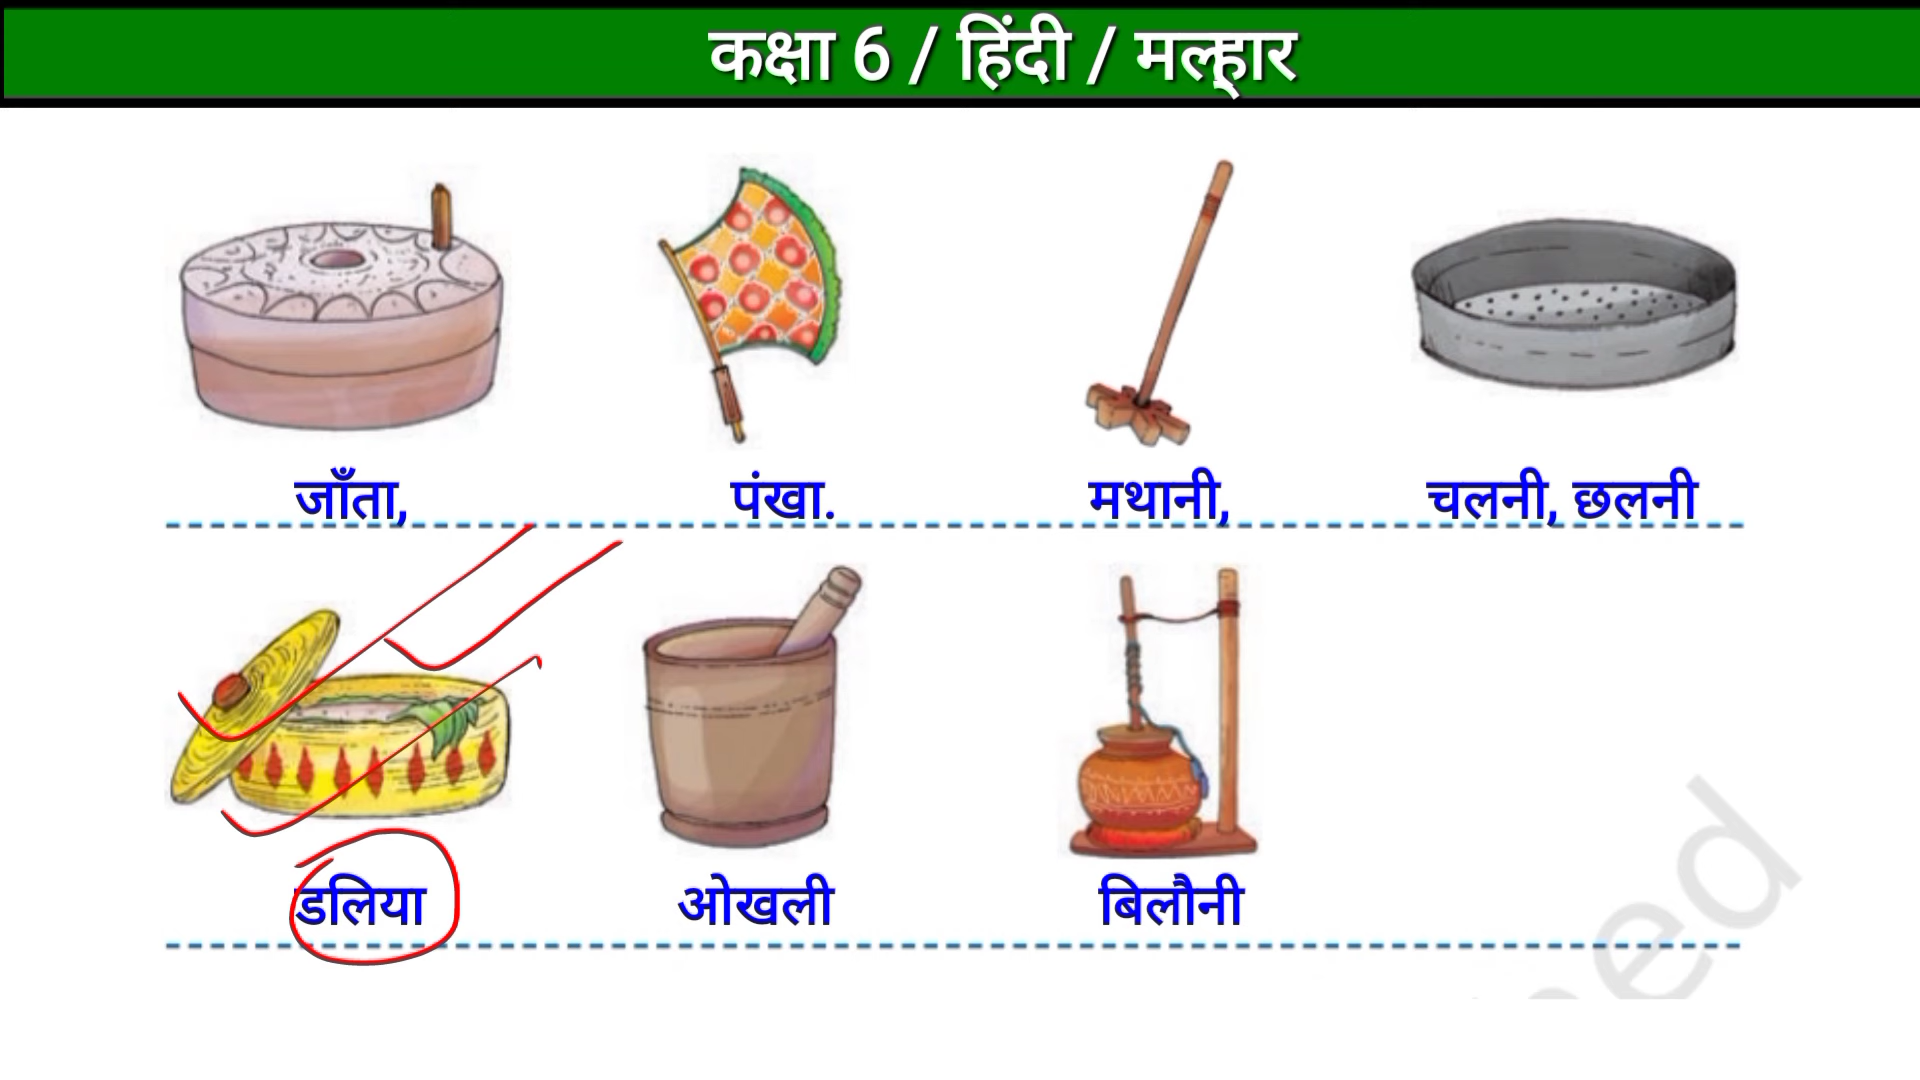 कक्षा 6 / हिंदी / मल्हार
जाँता, पंखा. मथानी, चलनी, छलनी
डलिया ओखली बिलौनी